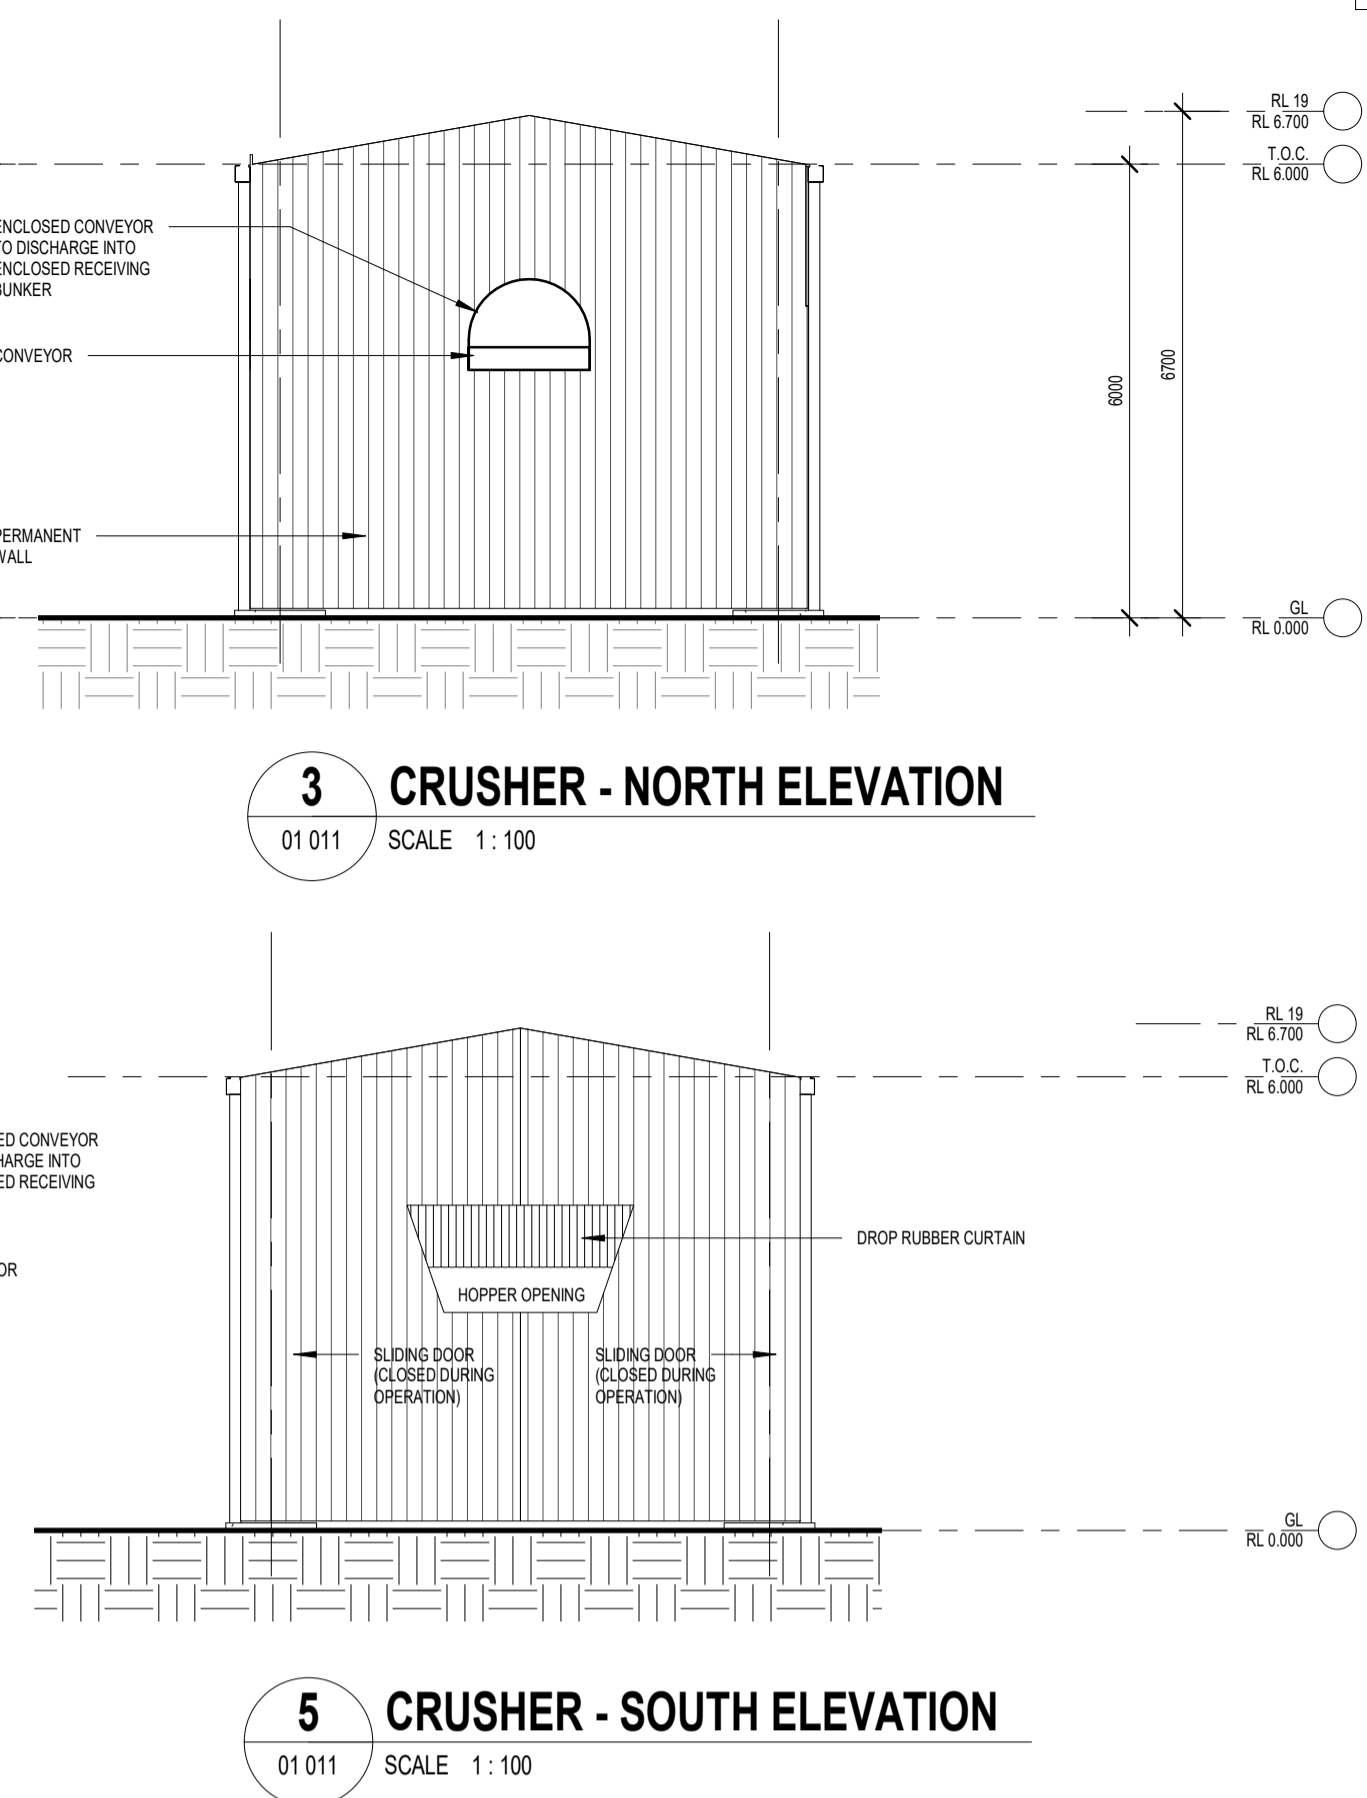 RL 19
RL 6.700
T.O.C.
RL 6.000
ENCLOSED CONVEYOR
TO DISCHARGE INTO
ENCLOSED RECEIVING
BUNKER
CONVEYOR
6000
6700
PERMANENT
WALL
GL
RL 0.000
3
CRUSHER - NORTH ELEVATION
01 011
SCALE 1 : 100
RL 19
RL 6.700
T.O.C.
RL 6.000
ED CONVEYOR
HARGE INTO
ED RECEIVING
DROP RUBBER CURTAIN
OR
HOPPER OPENING
SLIDING DOOR
(CLOSED DURING
OPERATION)
SLIDING DOOR
(CLOSED DURING
OPERATION)
GL
RL 0.000
5
CRUSHER - SOUTH ELEVATION
01 011
SCALE 1 : 100